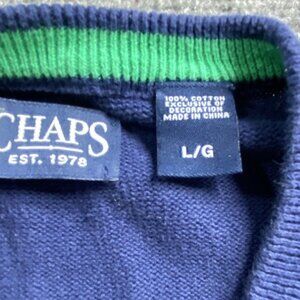 CHAPS
EST. 1978
100% COTTON
EXCLUSIVE OF
DECORATION
MADE IN CHINA
L/G